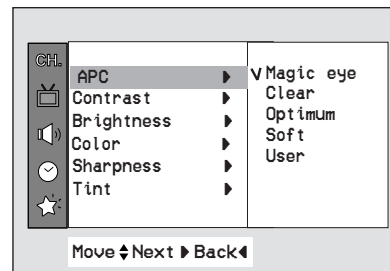 CH.
APC
Contrast
Brightness
Color
Sharpness
Tint
V Magic eye
Clear
Optimum
Soft
User
Move Next Back